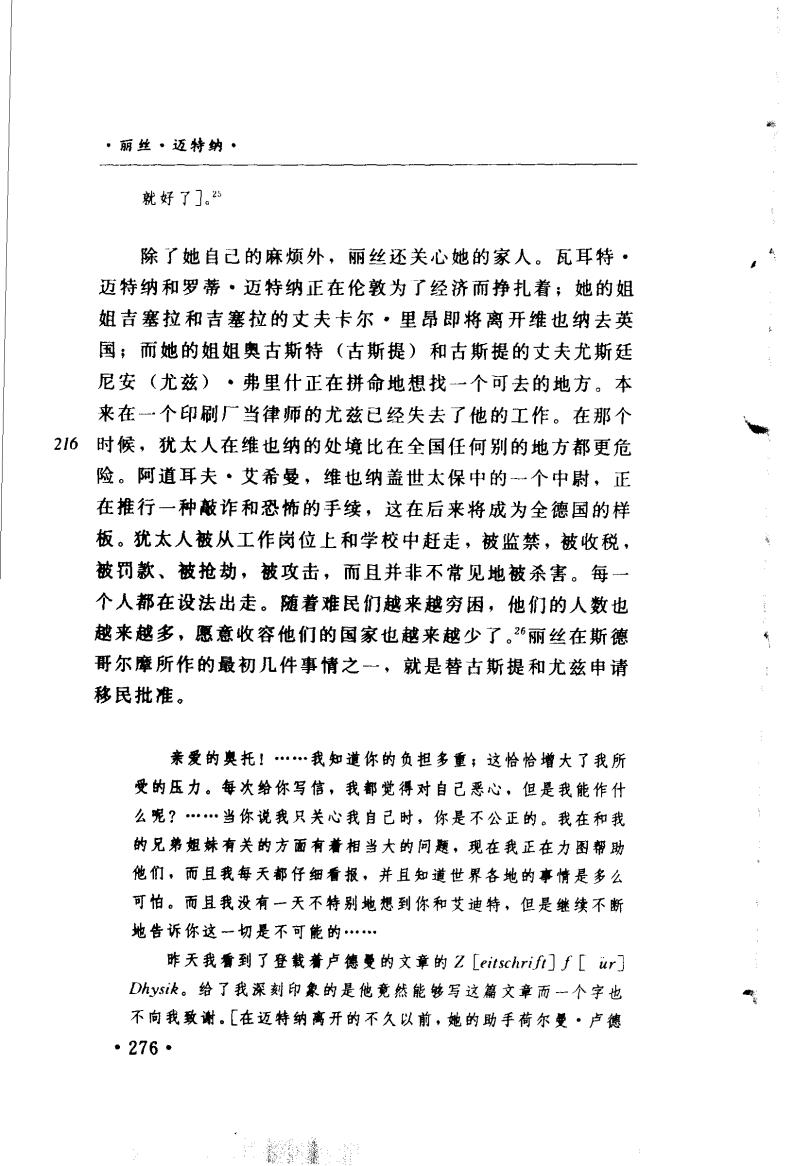 ·丽丝·迈特纳·
就好了]。25
除了她自己的麻烦外，丽丝还关心她的家人。瓦耳特·
迈特纳和罗蒂·迈特纳正在伦敦为了经济而挣扎着；她的姐
姐吉塞拉和吉塞拉的丈夫卡尔·里昂即将离开维也纳去英
国；而她的姐姐奥古斯特（古斯提）和古斯提的丈夫尤斯廷
尼安（尤兹）·弗里什正在拼命地想找一个可去的地方。本
来在一个印刷厂当律师的尤兹已经失去了他的工作。在那个
216 时候，犹太人在维也纳的处境比在全国任何别的地方都更危
险。阿道耳夫·艾希曼，维也纳盖世太保中的一个中尉，正
在推行一种敲诈和恐怖的手续，这在后来将成为全德国的样
板。犹太人被从工作岗位上和学校中赶走，被监禁，被收税，
被罚款、被抢劫，被攻击，而且并非不常见地被杀害。每一
个人都在设法出走。随着难民们越来越穷困，他们的人数也
越来越多，愿意收容他们的国家也越来越少了。26丽丝在斯德
哥尔摩所作的最初几件事情之一，就是替古斯提和尤兹申请
移民批准。
亲爱的奥托！……我知道你的负担多重；这恰恰增大了我所
受的压力。每次给你写信，我都觉得对自己恶心，但是我能作什
么呢？……当你说我只关心我自己时，你是不公正的。我在和我
的兄弟姐妹有关的方面有着相当大的问题，现在我正在力图帮助
他们，而且我每天都仔细看报，并且知道世界各地的事情是多么
可怕。而且我没有一天不特别地想到你和艾迪特，但是继续不断
地告诉你这一切是不可能的……
昨天我看到了登载着卢德曼的文章的 Z [eitschrift] f [ ür]
Dhysik。给了我深刻印象的是他竟然能够写这篇文章而一个字也
不向我致谢。[在迈特纳离开的不久以前，她的助手荷尔曼·卢德
·276·